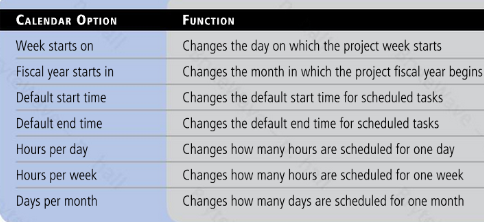 CALENDAR OPTION FUNCTION
Week starts on Changes the day on which the project week starts
Fiscal year starts in Changes the month in which the project fiscal year begins
Default start time Changes the default start time for scheduled tasks
Default end time Changes the default end time for scheduled tasks
Hours per day Changes how many hours are scheduled for one day
Hours per week Changes how many hours are scheduled for one week
Days per month Changes how many days are scheduled for one month